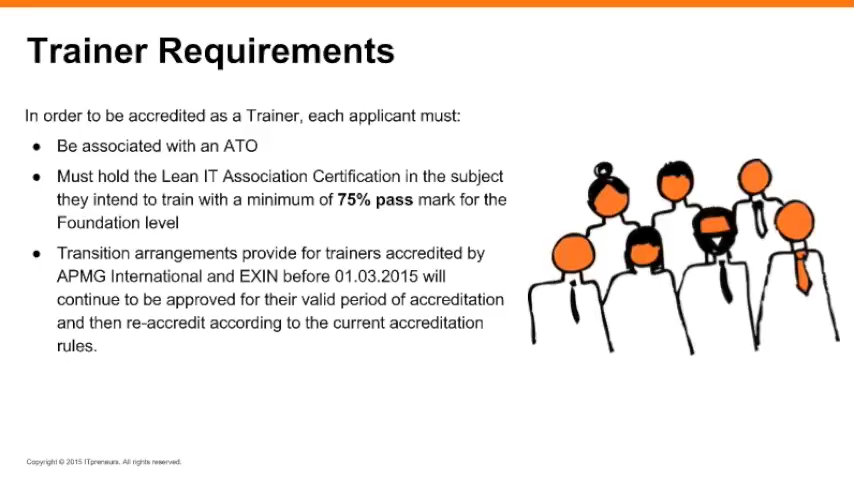 Trainer Requirements
In order to be accredited as a Trainer, each applicant must:
● Be associated with an ATO
● Must hold the Lean IT Association Certification in the subject
they intend to train with a minimum of 75% pass mark for the
Foundation level
● Transition arrangements provide for trainers accredited by
APMG International and EXIN before 01.03.2015 will
continue to be approved for their valid period of accreditation
and then re-accredit according to the current accreditation
rules.
Copyright © 2015 ITpreneurs. All rights reserved.